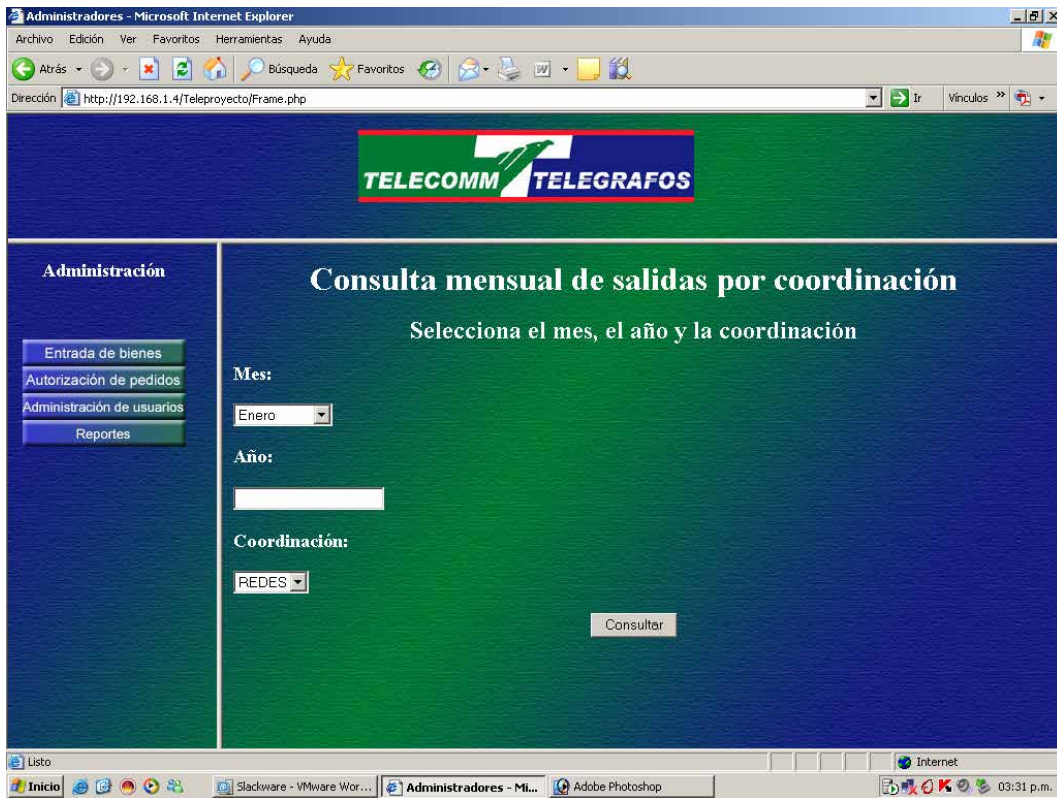 Administradores - Microsoft Internet Explorer
Archivo Edición Ver Favoritos Herramientas Ayuda
Atrás Búsqueda Favoritos
Dirección http://192.168.1.4/Teleproyecto/Frame.php Ir Vínculos »
TELECOMM TELEGRAFOS
Administración
Entrada de bienes
Autorización de pedidos
Administración de usuarios
Reportes
Consulta mensual de salidas por coordinación
Selecciona el mes, el año y la coordinación
Mes:
Enero
Año:
Coordinación:
REDES
Consultar
Listo Internet
Inicio Slackware - VMware Wor... Administradores - Mi... Adobe Photoshop 03:31 p.m.